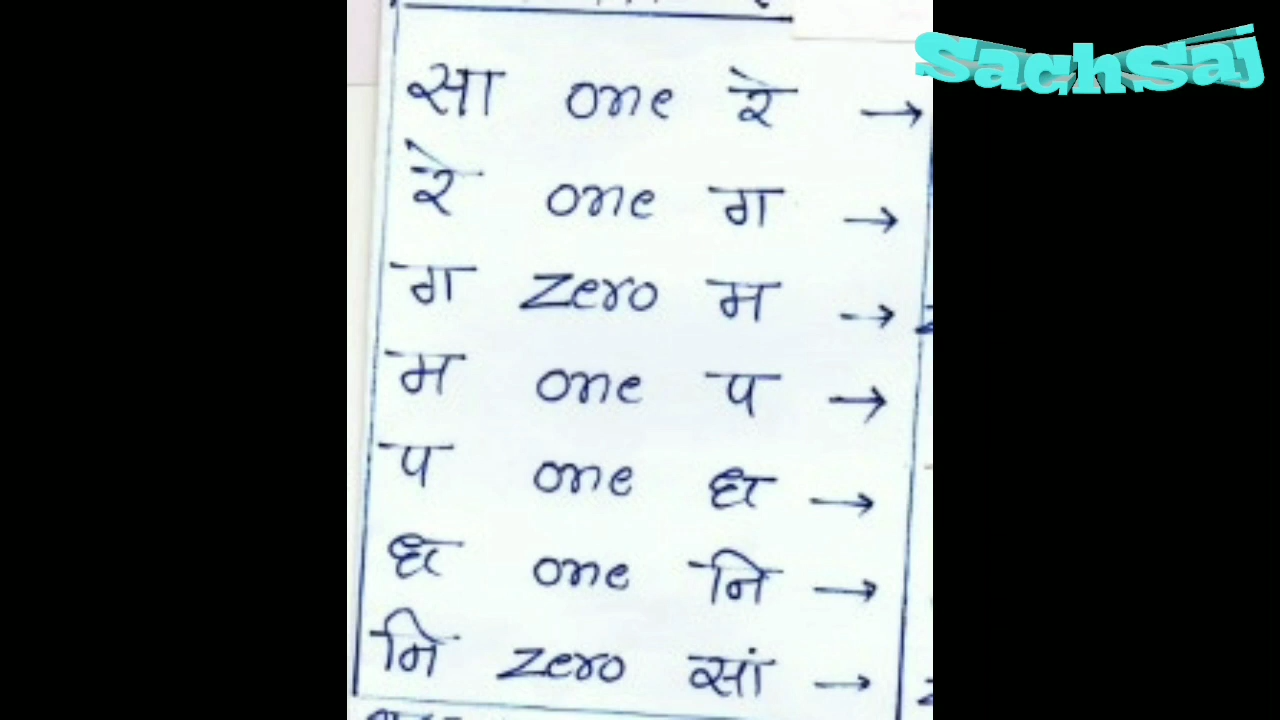 SachSaj
सा one रे →
रे one ग →
ग zero म →
म one प →
प one ध →
ध one नि →
नि zero सां →